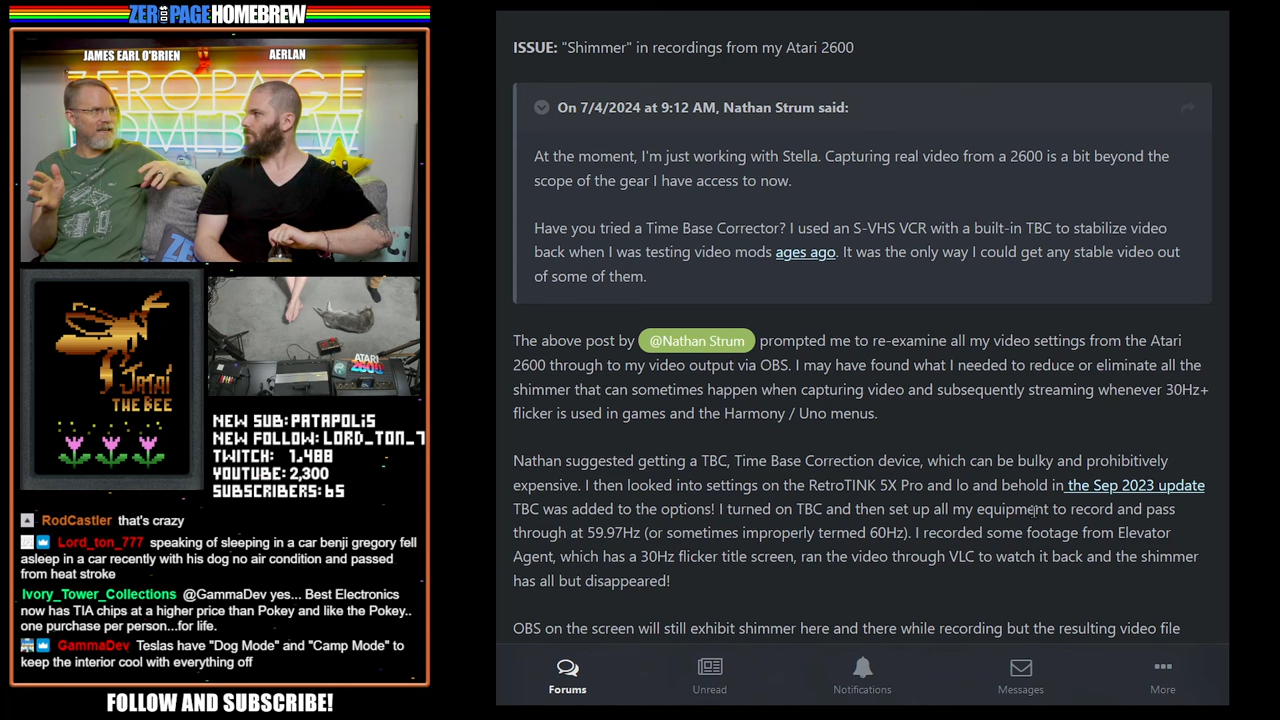 ZEROPAGE HOMEBREW
JAMES EARL O'BRIEN
AERLAN
ZEROPAGE
HOMEBREW
JATAI
THE BEE
ATARI
2600
NEW SUB: PATAPOLIS
NEW FOLLOW: LORD_TON_7
TWITCH: 1,488
YOUTUBE: 2,300
SUBSCRIBERS: 65
RodCastler that's crazy
Lord_ton_777 speaking of sleeping in a car benji gregory fell
asleep in a car recently with his dog no air condition and passed
from heat stroke
Ivory_Tower_Collections @GammaDev yes... Best Electronics
now has TIA chips at a higher price than Pokey and like the Pokey..
one purchase per person...for life.
GammaDev Teslas have "Dog Mode" and "Camp Mode" to
keep the interior cool with everything off
FOLLOW AND SUBSCRIBE!
ISSUE: "Shimmer" in recordings from my Atari 2600
On 7/4/2024 at 9:12 AM, Nathan Strum said:
At the moment, I'm just working with Stella. Capturing real video from a 2600 is a bit beyond the
scope of the gear I have access to now.
Have you tried a Time Base Corrector? I used an S-VHS VCR with a built-in TBC to stabilize video
back when I was testing video mods ages ago. It was the only way I could get any stable video out
of some of them.
The above post by @Nathan Strum prompted me to re-examine all my video settings from the Atari
2600 through to my video output via OBS. I may have found what I needed to reduce or eliminate all the
shimmer that can sometimes happen when capturing video and subsequently streaming whenever 30Hz+
flicker is used in games and the Harmony / Uno menus.
Nathan suggested getting a TBC, Time Base Correction device, which can be bulky and prohibitively
expensive. I then looked into settings on the RetroTINK 5X Pro and lo and behold in the Sep 2023 update
TBC was added to the options! I turned on TBC and then set up all my equipment to record and pass
through at 59.97Hz (or sometimes improperly termed 60Hz). I recorded some footage from Elevator
Agent, which has a 30Hz flicker title screen, ran the video through VLC to watch it back and the shimmer
has all but disappeared!
OBS on the screen will still exhibit shimmer here and there while recording but the resulting video file
Forums
Unread
Notifications
Messages
More